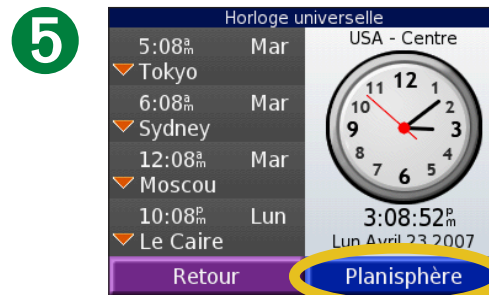 5
Horloge universelle
5:08am Mar
Tokyo
6:08am Mar
Sydney
12:08am Mar
Moscou
10:08pm Lun
Le Caire
USA - Centre
12
1
2
3
4
5
6
7
8
9
10
11
3:08:52pm
Lun Avril 23 2007
Retour
Planisphère